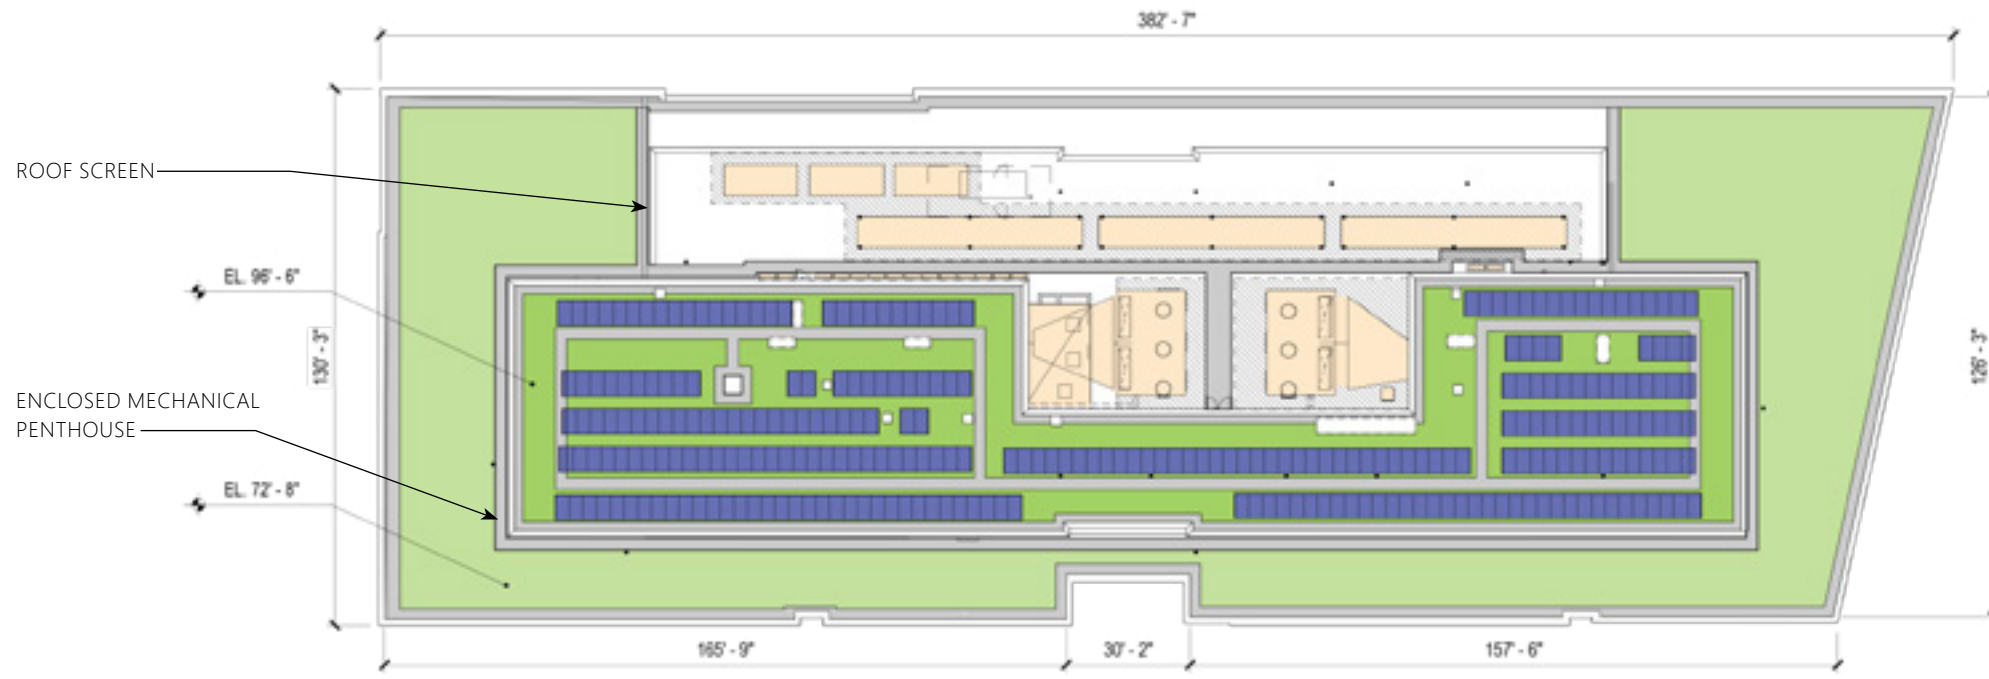 382' - 7"
ROOF SCREEN
EL. 96' - 6"
130' - 3"
126' - 3"
ENCLOSED MECHANICAL
PENTHOUSE
EL. 72' - 8"
165' - 9"
30' - 2"
157' - 6"